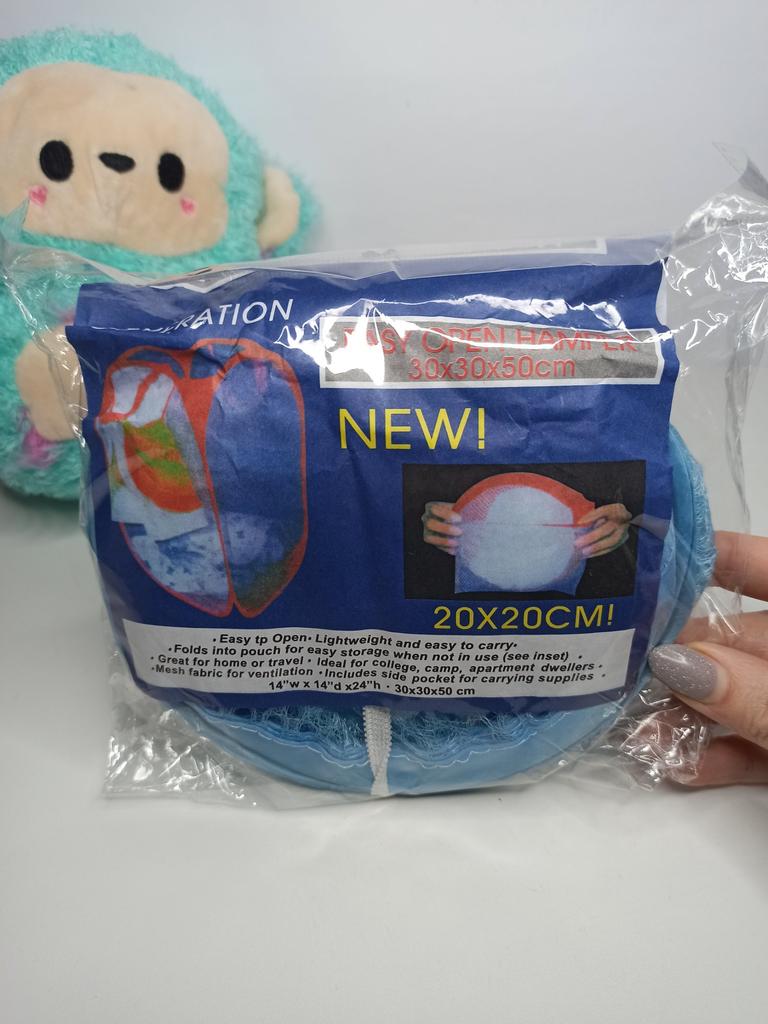 EASY OPEN HAMPER
30x30x50cm
NEW!
20X20CM!
• Easy tp Open• Lightweight and easy to carry•
•Folds into pouch for easy storage when not in use (see inset) •
• Great for home or travel • Ideal for college, camp, apartment dwellers •
•Mesh fabric for ventilation •Includes side pocket for carrying supplies •
14"w x 14"d x24"h • 30x30x50 cm